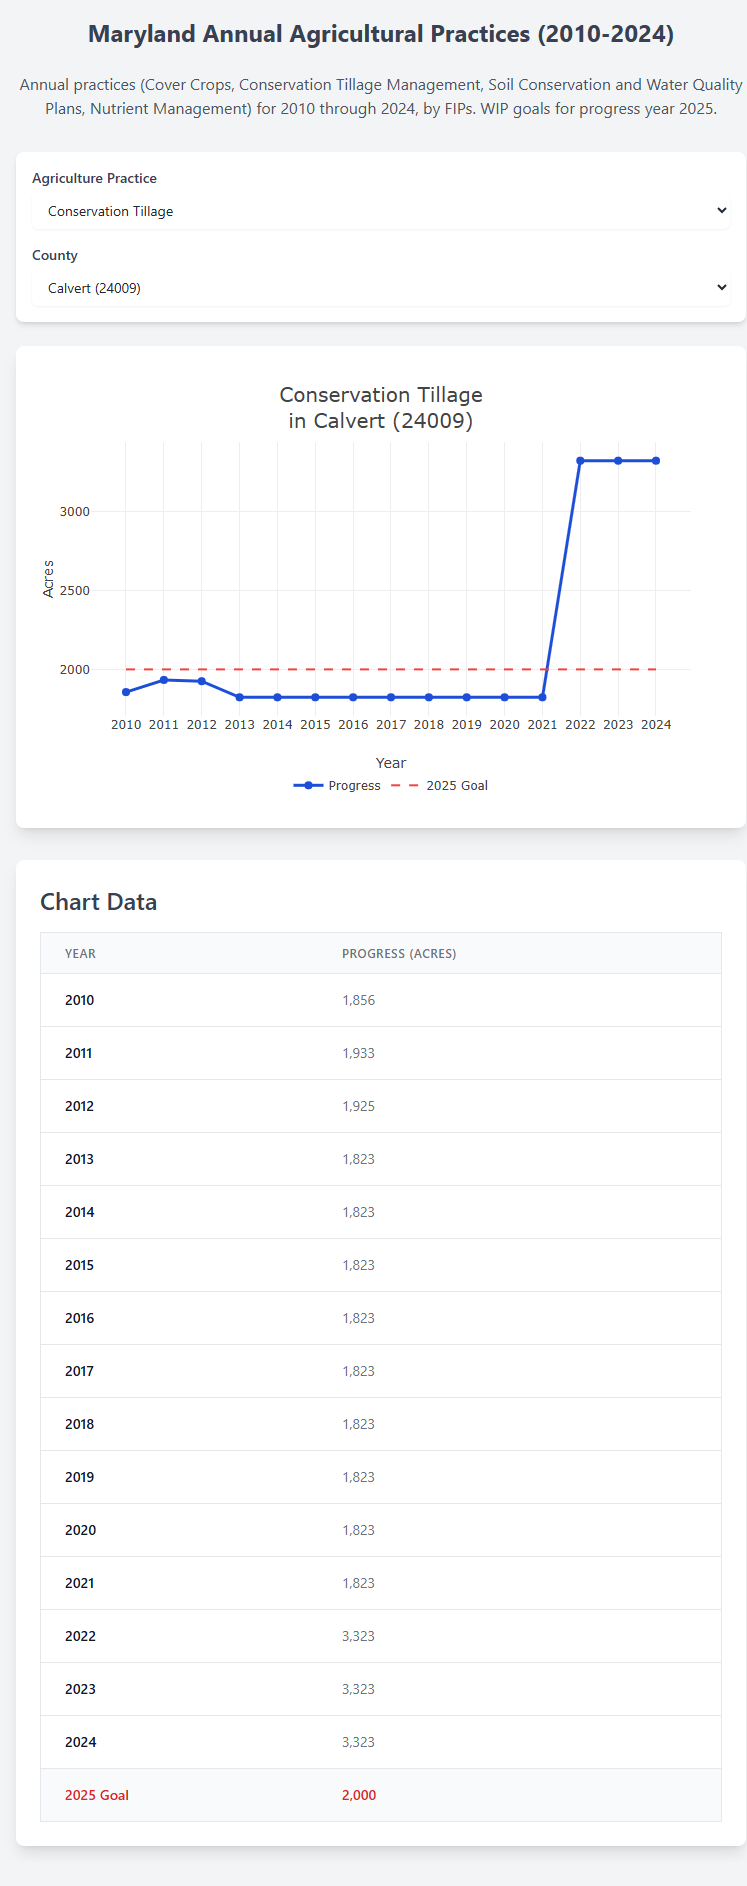 Maryland Annual Agricultural Practices (2010-2024)
Annual practices (Cover Crops, Conservation Tillage Management, Soil Conservation and Water Quality
Plans, Nutrient Management) for 2010 through 2024, by FIPs. WIP goals for progress year 2025.
Agriculture Practice
Conservation Tillage
County
Calvert (24009)
Conservation Tillage
in Calvert (24009)
3000
2500
2000
Acres
2010 2011 2012 2013 2014 2015 2016 2017 2018 2019 2020 2021 2022 2023 2024
Year
Progress 2025 Goal
Chart Data
YEAR PROGRESS (ACRES)
2010 1,856
2011 1,933
2012 1,925
2013 1,823
2014 1,823
2015 1,823
2016 1,823
2017 1,823
2018 1,823
2019 1,823
2020 1,823
2021 1,823
2022 3,323
2023 3,323
2024 3,323
2025 Goal 2,000